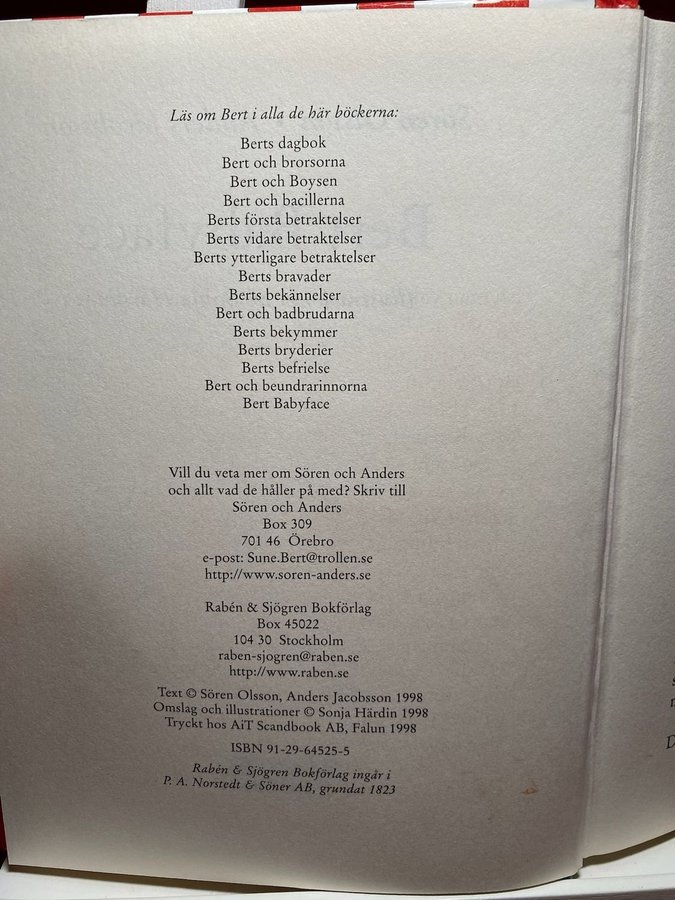 Läs om Bert i alla de här böckerna:
Berts dagbok
Bert och brorsorna
Bert och Boysen
Bert och bacillerna
Berts första betraktelser
Berts vidare betraktelser
Berts ytterligare betraktelser
Berts bravader
Berts bekännelser
Bert och badbrudarna
Berts bekymmer
Berts bryderier
Berts befrielse
Bert och beundrarinnorna
Bert Babyface
Vill du veta mer om Sören och Anders
och allt vad de håller på med? Skriv till
Sören och Anders
Box 309
701 46 Örebro
e-post: Sune.Bert@trollen.se
http://www.soren-anders.se
Rabén & Sjögren Bokförlag
Box 45022
104 30 Stockholm
raben-sjogren@raben.se
http://www.raben.se
Text © Sören Olsson, Anders Jacobsson 1998
Omslag och illustrationer © Sonja Härdin 1998
Tryckt hos AiT Scandbook AB, Falun 1998
ISBN 91-29-64525-5
Rabén & Sjögren Bokförlag ingår i
P. A. Norstedt & Söner AB, grundat 1823